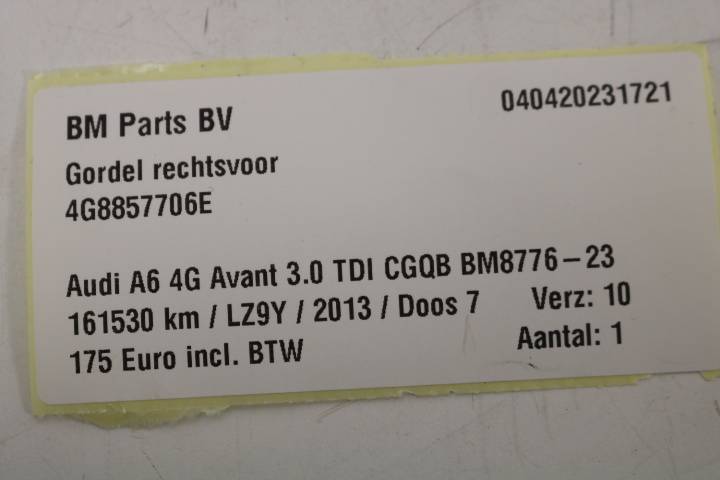 BM Parts BV 040420231721
Gordel rechtsvoor
4G8857706E
Audi A6 4G Avant 3.0 TDI CGQB BM8776-23
161530 km / LZ9Y / 2013 / Doos 7 Verz: 10
175 Euro incl. BTW Aantal: 1